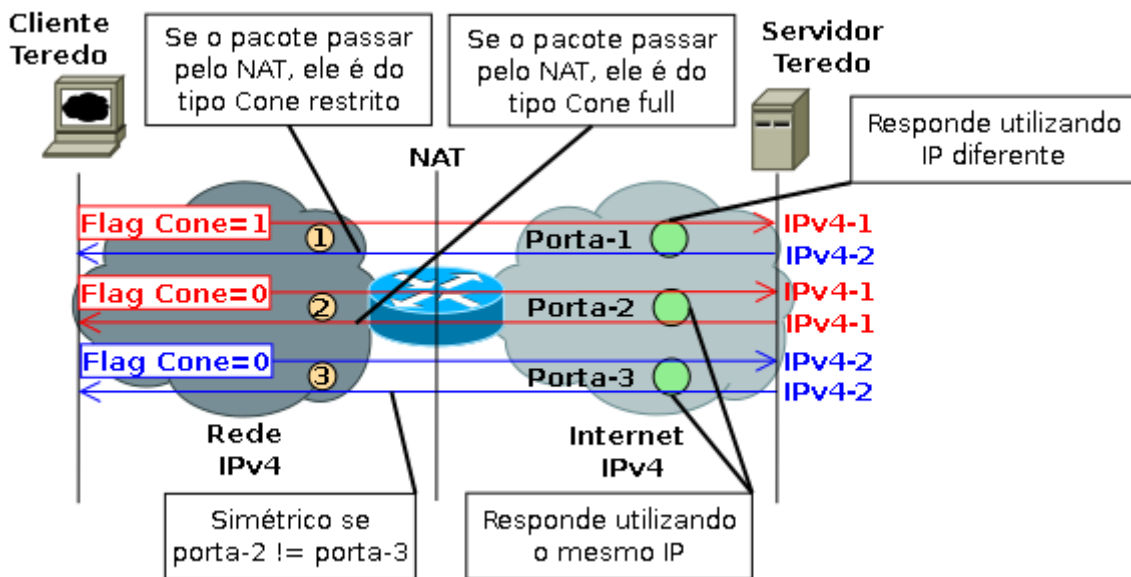 Cliente
Teredo
Se o pacote passar
pelo NAT, ele é do
tipo Cone restrito
Se o pacote passar
pelo NAT, ele é do
tipo Cone full
Servidor
Teredo
Responde utilizando
IP diferente
NAT
Flag Cone=1
1
Porta-1
IPv4-1
IPv4-2
Flag Cone=0
2
Porta-2
IPv4-1
IPv4-1
Flag Cone=0
3
Porta-3
IPv4-2
IPv4-2
Rede
IPv4
Internet
IPv4
Simétrico se
porta-2 != porta-3
Responde utilizando
o mesmo IP